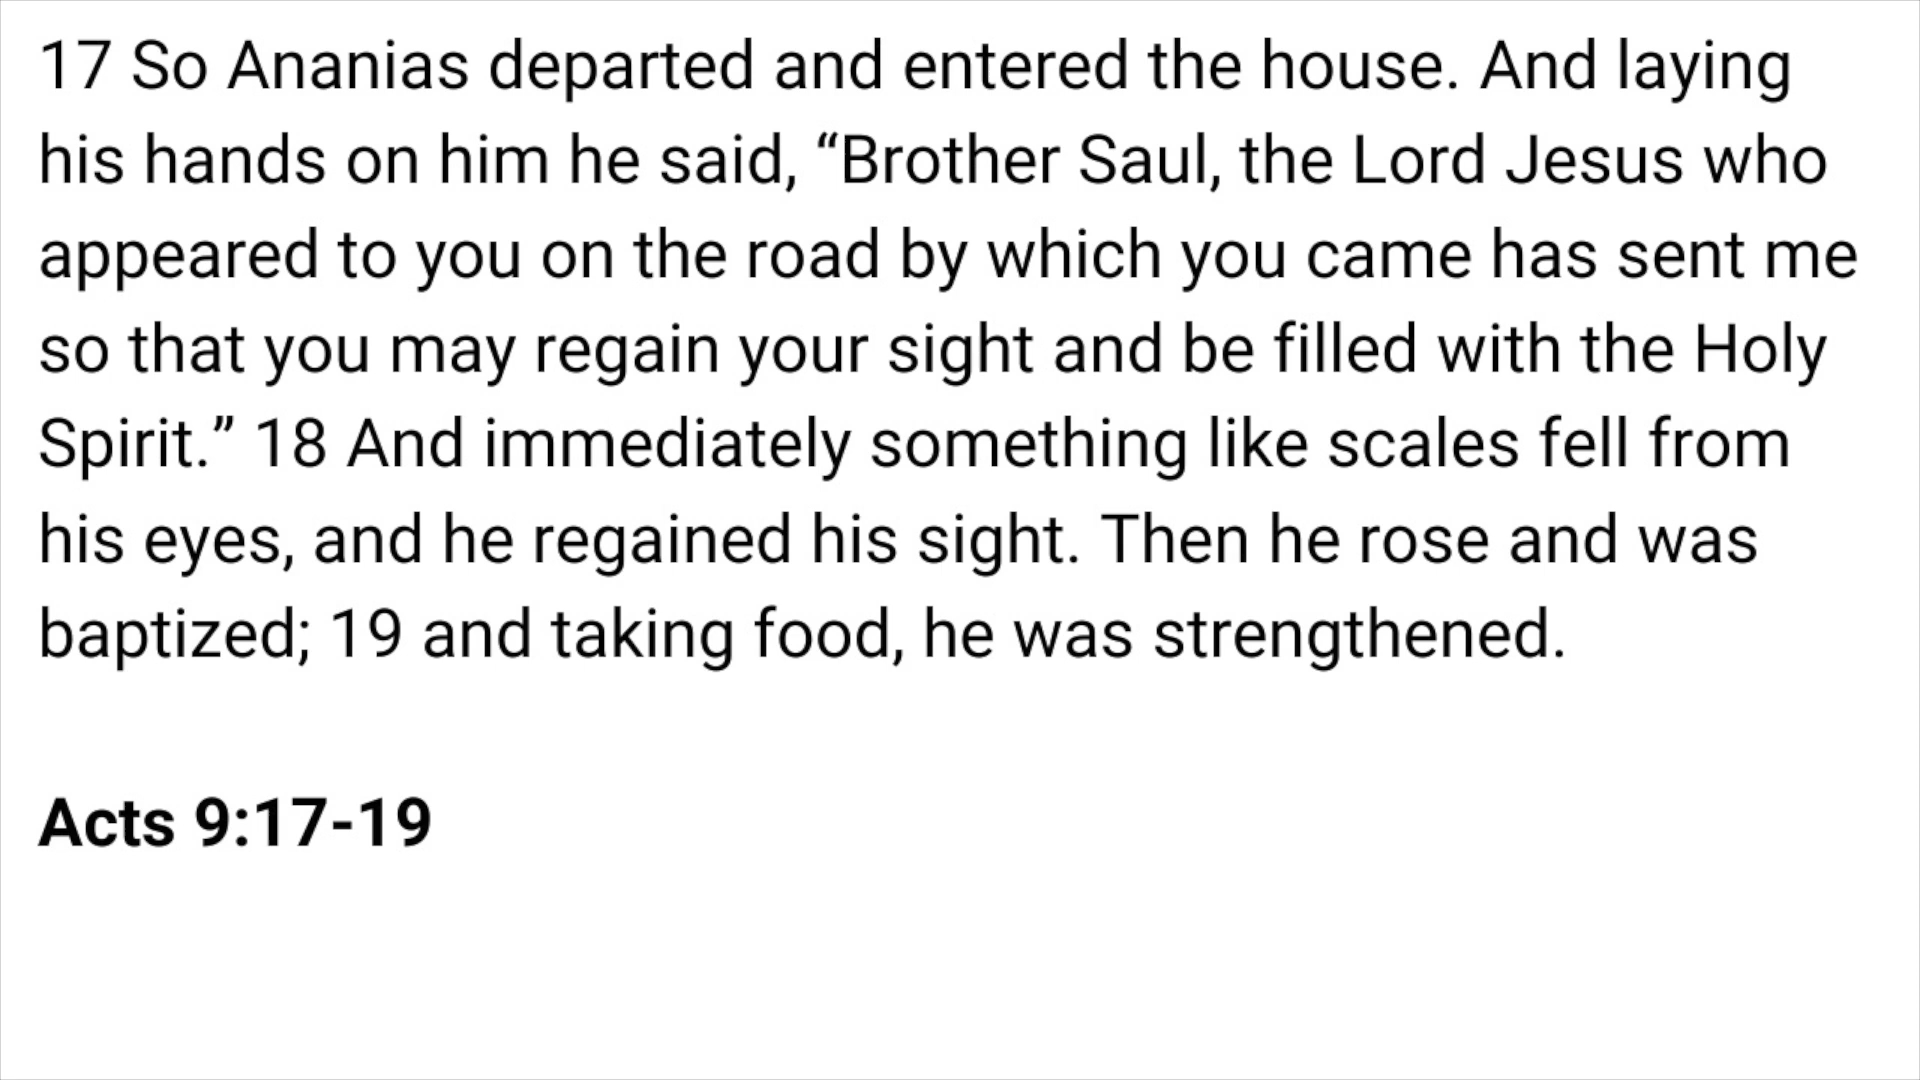 17 So Ananias departed and entered the house. And laying
his hands on him he said, “Brother Saul, the Lord Jesus who
appeared to you on the road by which you came has sent me
so that you may regain your sight and be filled with the Holy
Spirit.” 18 And immediately something like scales fell from
his eyes, and he regained his sight. Then he rose and was
baptized; 19 and taking food, he was strengthened.
Acts 9:17-19